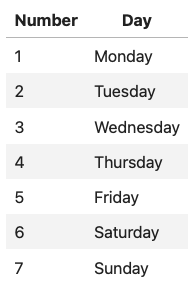 Number Day
1 Monday
2 Tuesday
3 Wednesday
4 Thursday
5 Friday
6 Saturday
7 Sunday